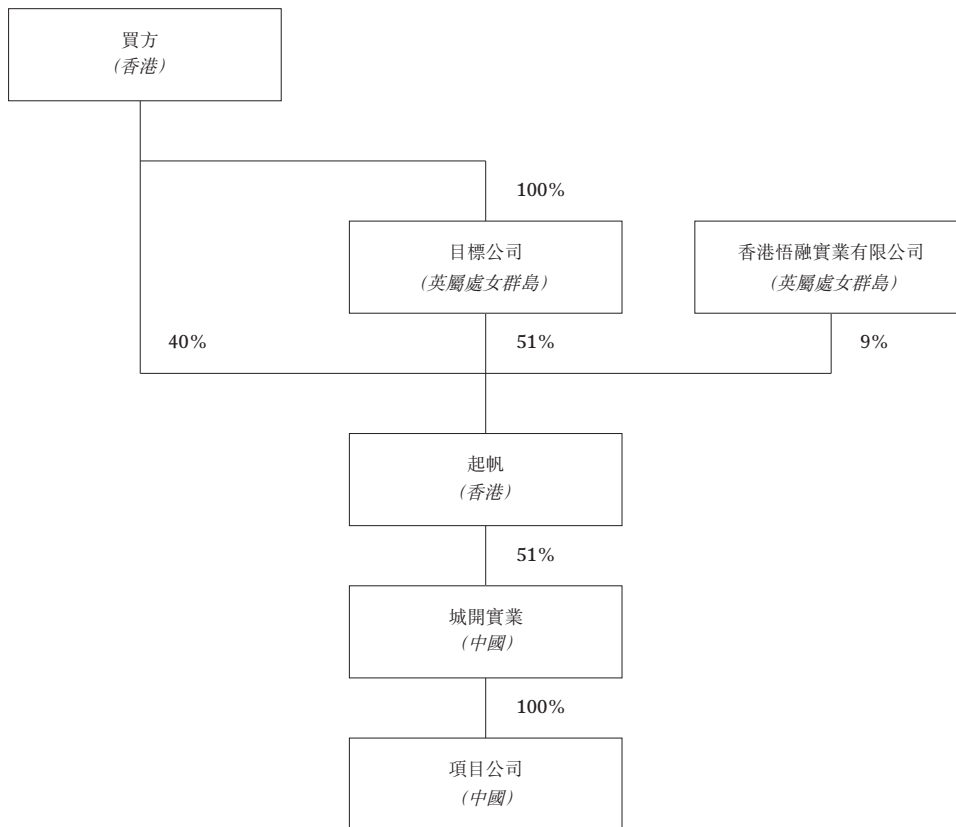 買方
(香港)
100%
目標公司
(英屬處女群島)
香港悟融實業有限公司
(英屬處女群島)
40%
51%
9%
起帆
(香港)
51%
城開實業
(中國)
100%
項目公司
(中國)